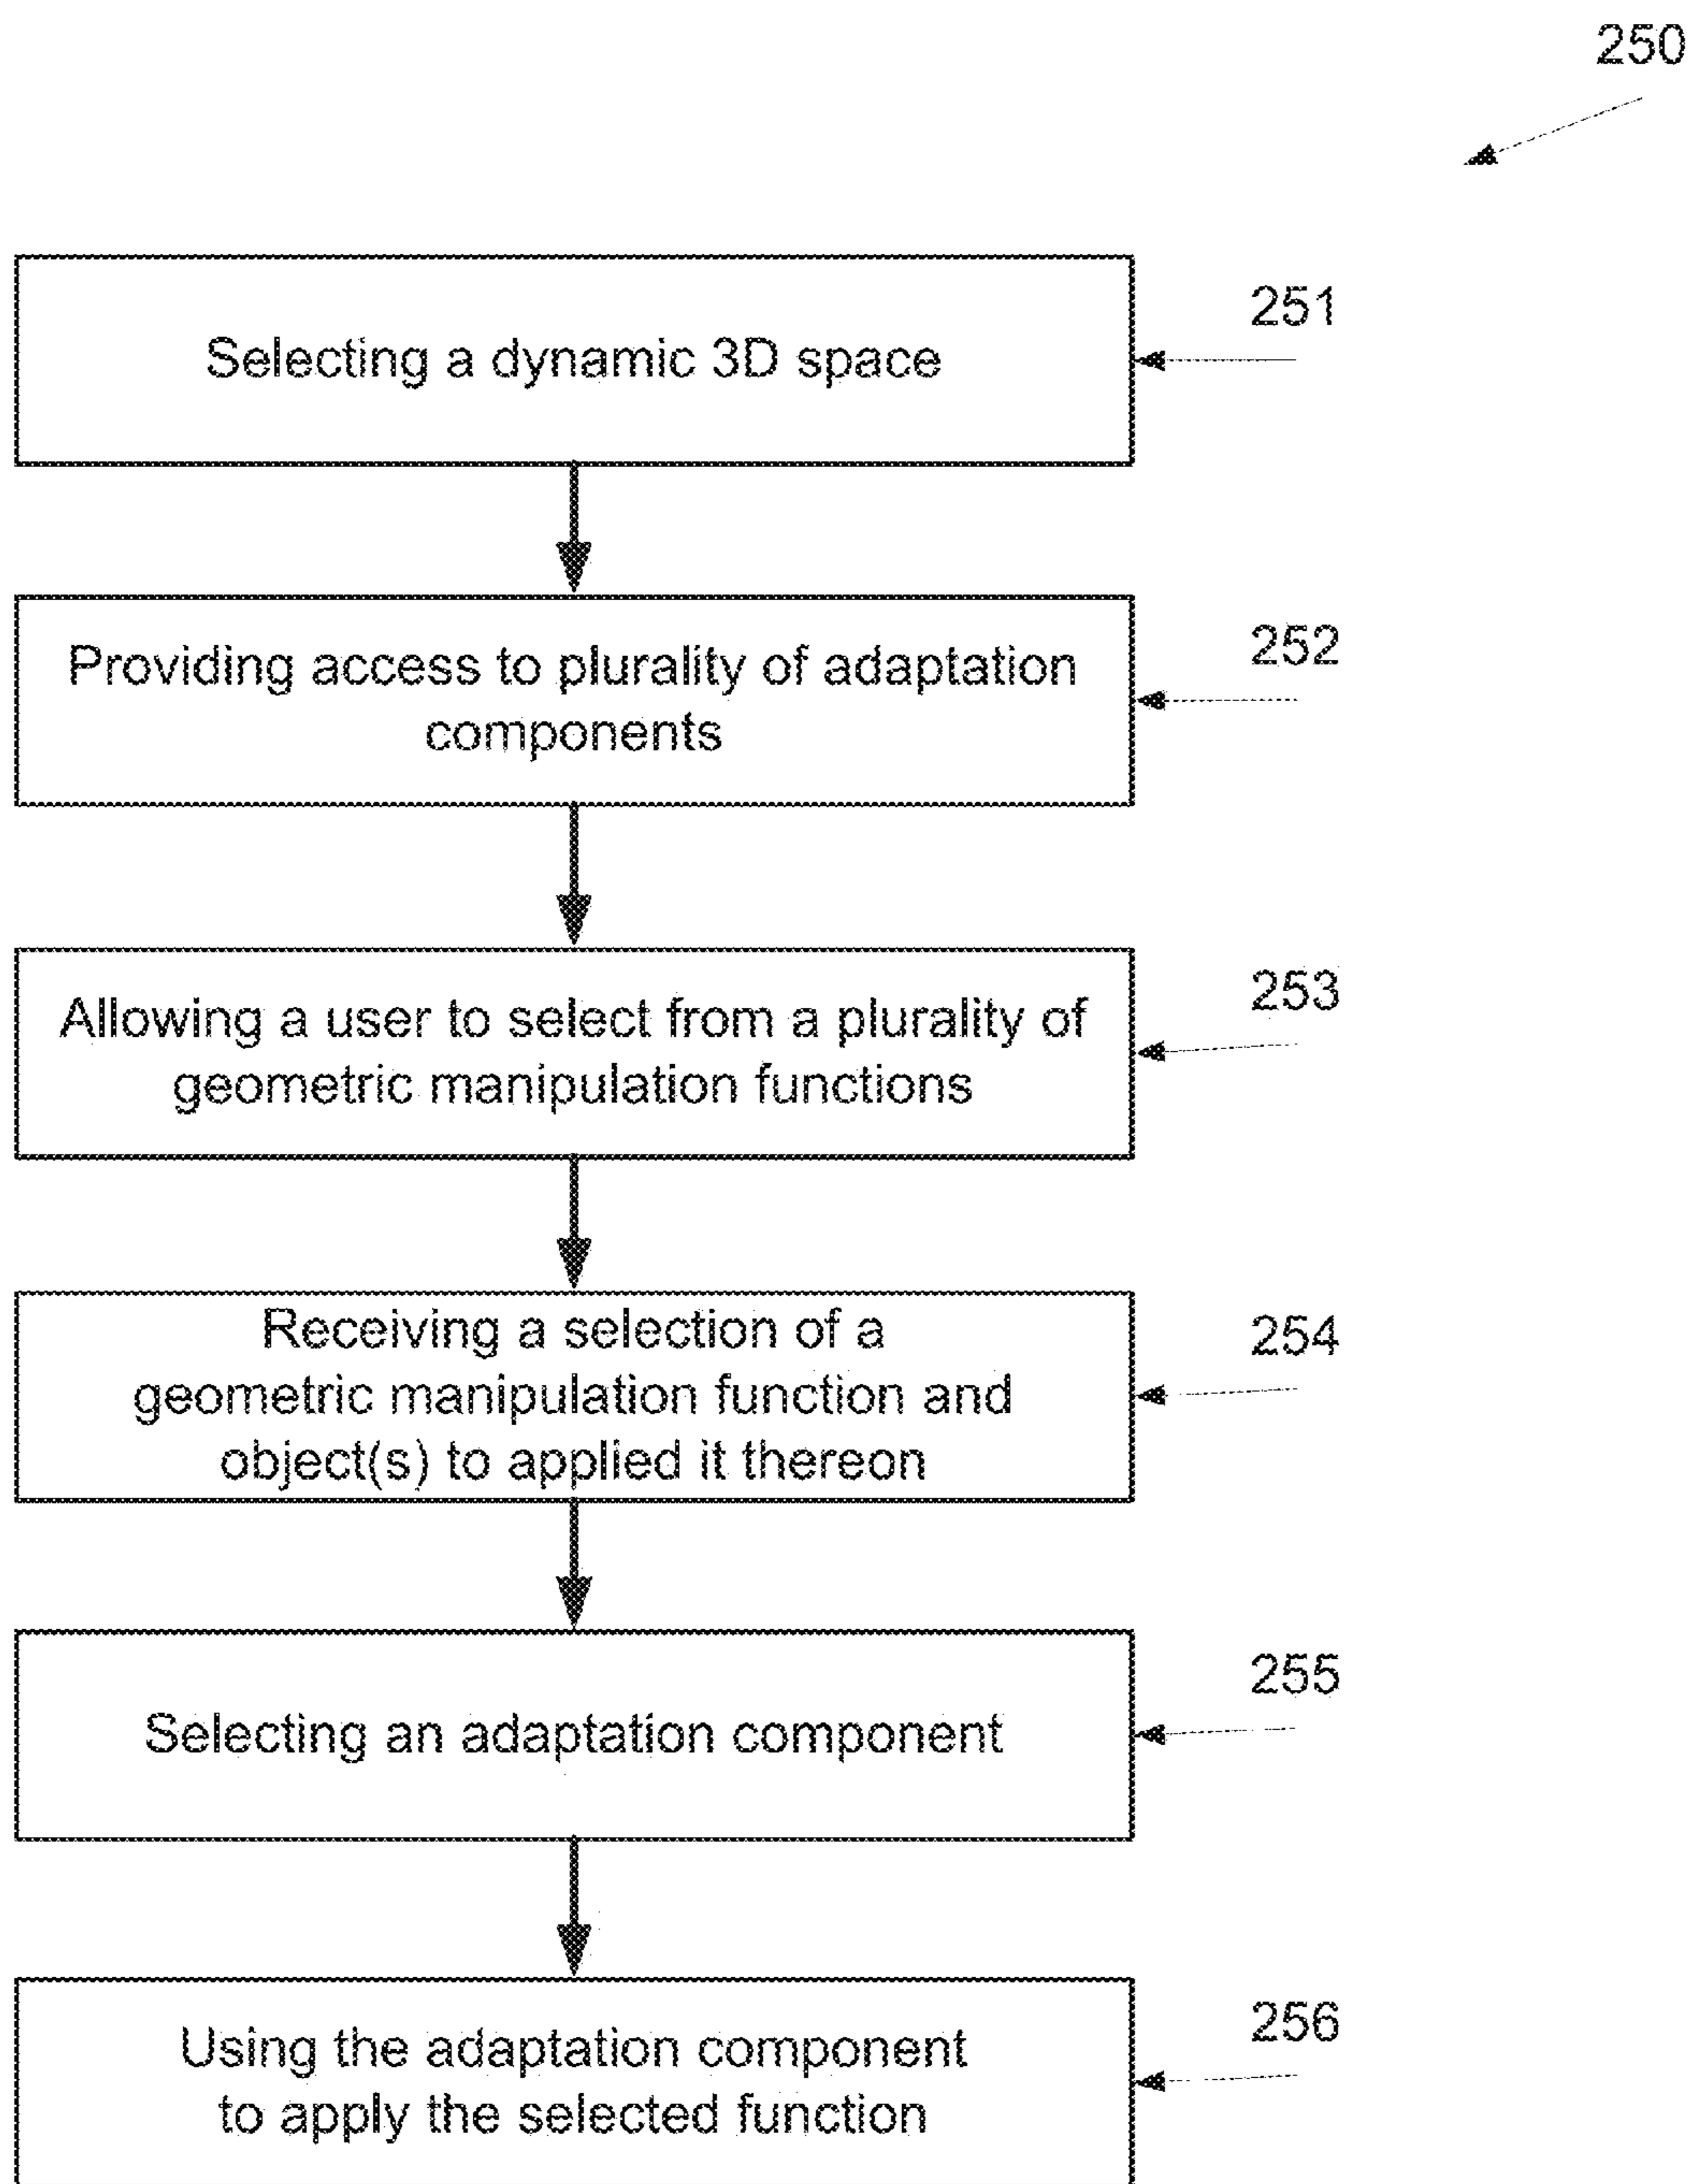 250
Selecting a dynamic 3D space
251
Providing access to plurality of adaptation
components
252
Allowing a user to select from a plurality of
geometric manipulation functions
253
Receiving a selection of a
geometric manipulation function and
object(s) to applied it thereon
254
Selecting an adaptation component
255
Using the adaptation component
to apply the selected function
256